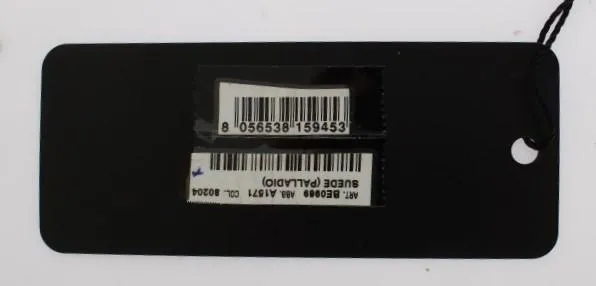 8 056538 159453
ART. BE0969 ABB. A1571 COL. 80204
SUEDE (PALLADIO)